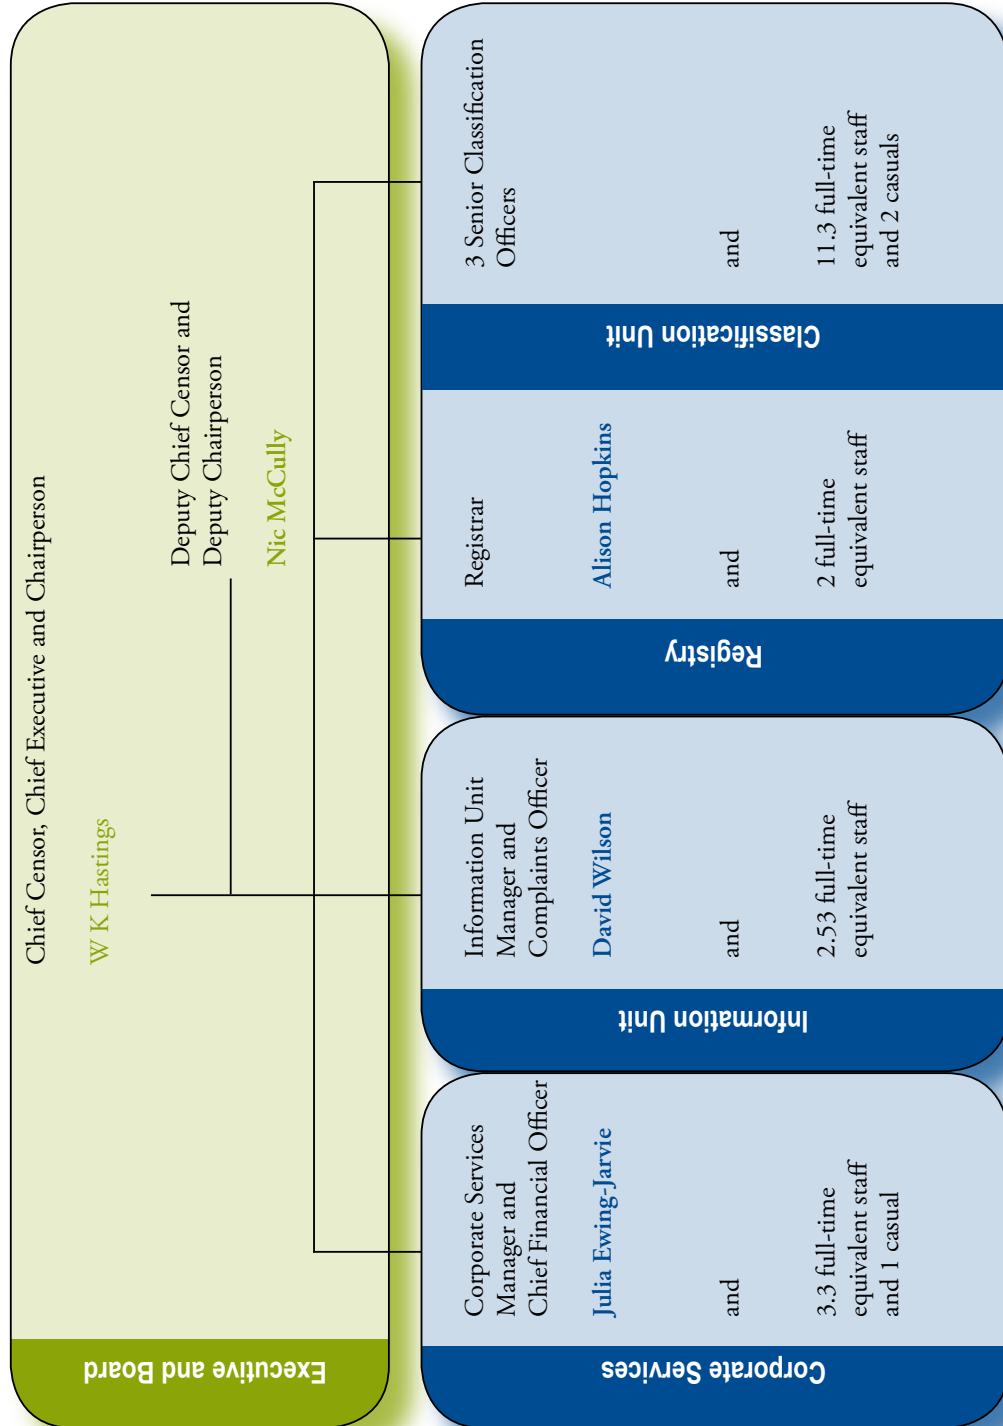 Executive and Board
Chief Censor, Chief Executive and Chairperson
W K Hastings
Deputy Chief Censor and
Deputy Chairperson
Nic McCully
Corporate Services
Corporate Services
Manager and
Chief Financial Officer
Julia Ewing-Jarvie
and
3.3 full-time
equivalent staff
and 1 casual
Information Unit
Information Unit
Manager and
Complaints Officer
David Wilson
and
2.53 full-time
equivalent staff
Registry
Registrar
Alison Hopkins
and
2 full-time
equivalent staff
Classification Unit
3 Senior Classification
Officers
and
11.3 full-time
equivalent staff
and 2 casuals